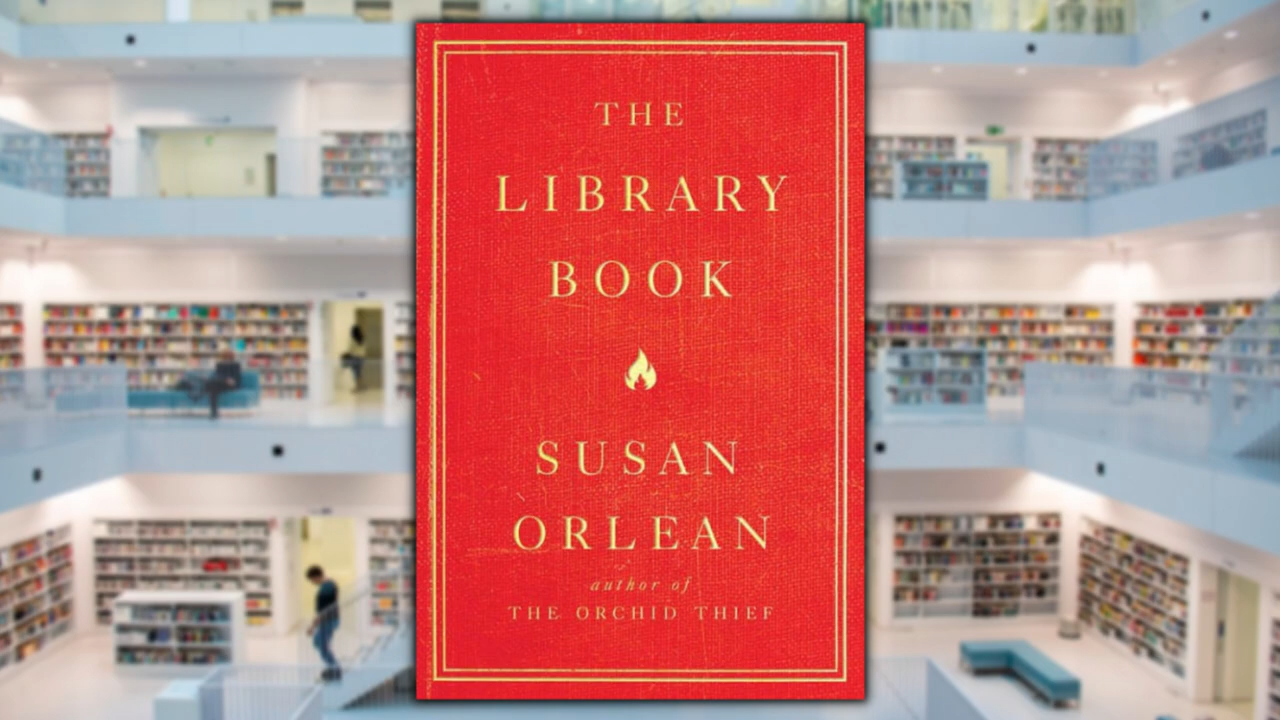 THE
LIBRARY
BOOK
SUSAN
ORLEAN
author of
THE ORCHID THIEF